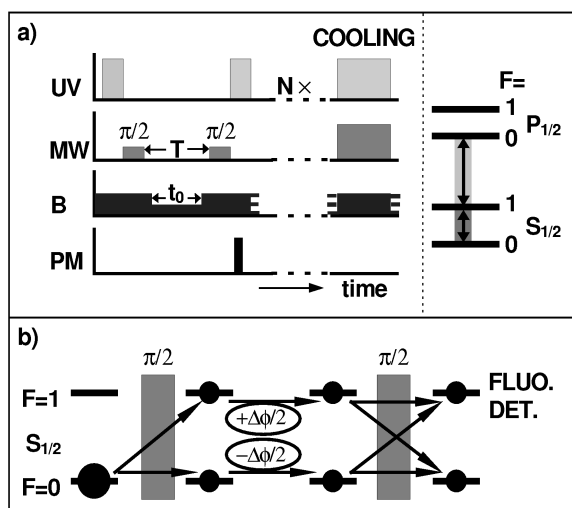 a)
COOLING
F=
UV
N ×
1
P1/2
0
π/2
π/2
MW
T
B
t0
1
S1/2
0
PM
time
b)
π/2
π/2
F=1
FLUO.
DET.
+Δϕ/2
S1/2
−Δϕ/2
F=0